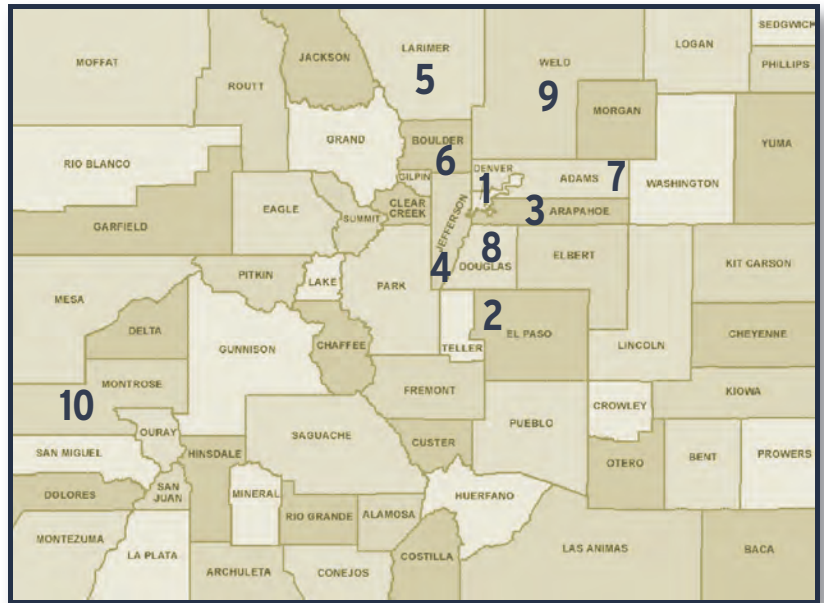 SEDGWICK
LOGAN
LARIMER
JACKSON
WELD
MOFFAT
PHILLIPS
5
ROUTT
9
MORGAN
GRAND
BOULDER
YUMA
RIO BLANCO
6
DENVER
GILPIN
ADAMS
7
WASHINGTON
1
CLEAR
CREEK
EAGLE
SUMMIT
JEFFERSON
3
ARAPAHOE
GARFIELD
8
ELBERT
DOUGLAS
KIT CARSON
PITKIN
4
LAKE
PARK
MESA
2
EL PASO
DELTA
CHEYENNE
GUNNISON
CHAFFEE
TELLER
LINCOLN
MONTROSE
FREMONT
KIOWA
10
CROWLEY
PUEBLO
OURAY
SAGUACHE
CUSTER
SAN MIGUEL
HINSDALE
OTERO
BENT
PROWERS
SAN
JUAN
DOLORES
MINERAL
HUERFANO
RIO GRANDE
ALAMOSA
MONTEZUMA
LA PLATA
LAS ANIMAS
BACA
COSTILLA
ARCHULETA
CONEJOS